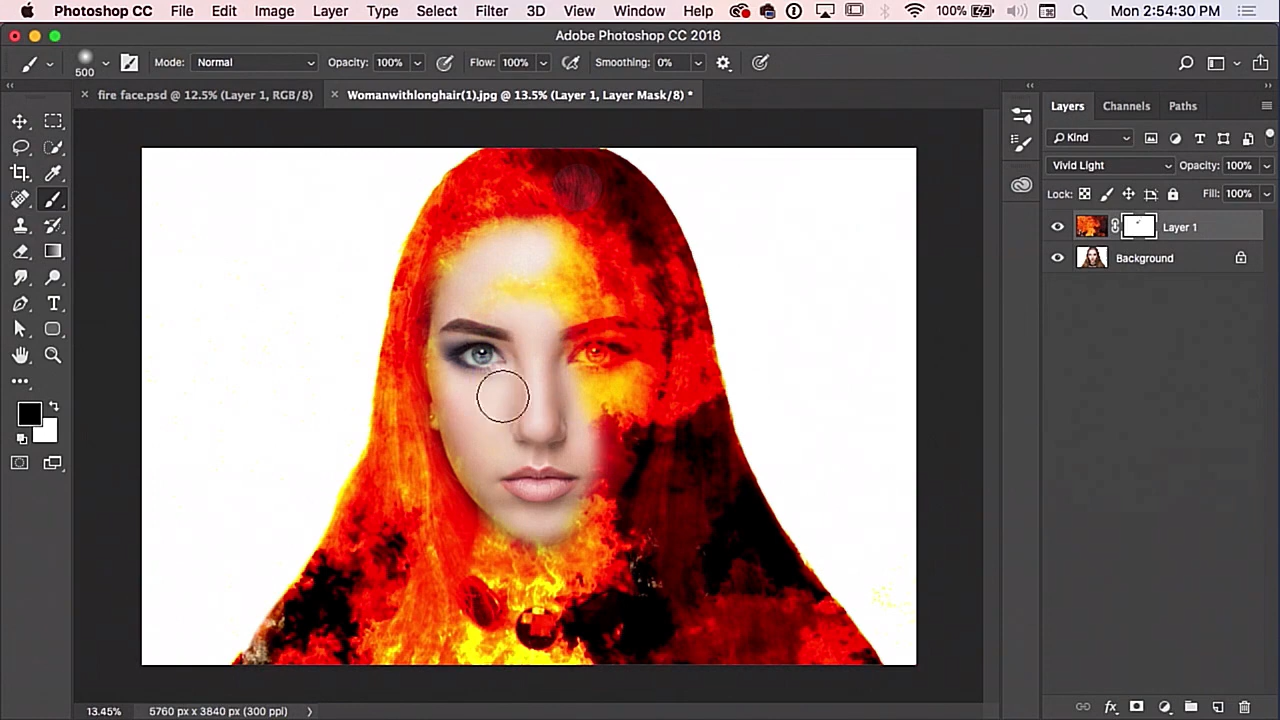 Photoshop CC File Edit Image Layer Type Select Filter 3D View Window Help 100% Mon 2:54:30 PM
Adobe Photoshop CC 2018
500 Mode: Normal Opacity: 100% Flow: 100% Smoothing: 0%
× fire face.psd @ 12.5% (Layer 1, RGB/8) × Womanwithlonghair(1).jpg @ 13.5% (Layer 1, Layer Mask/8) *
Layers Channels Paths
Kind
Vivid Light Opacity: 100%
Lock: Fill: 100%
Layer 1
Background
13.45% 5760 px x 3840 px (300 ppi)